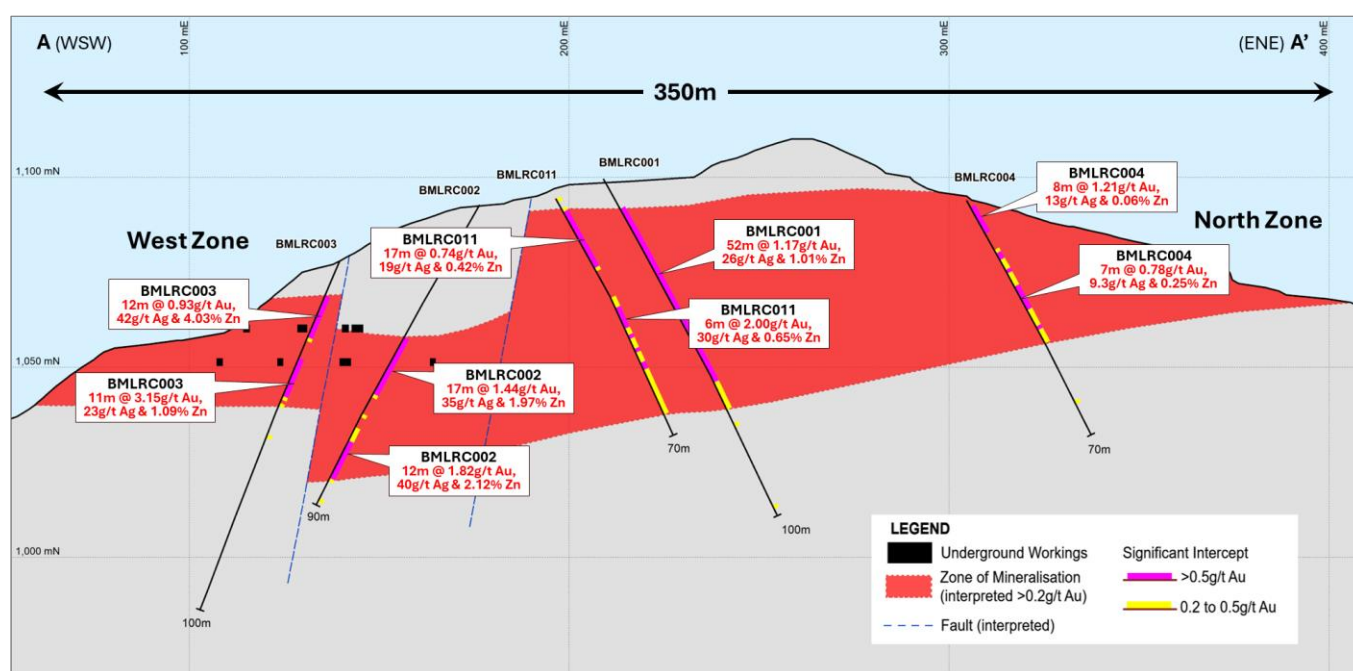 100 mE
200 mE
300 mE
400 mE
A (WSW)
(ENE) A'
350m
1,100 mN
1,050 mN
1,000 mN
West Zone
North Zone
BMLRC003
BMLRC002
BMLRC011
BMLRC001
BMLRC004
BMLRC003
12m @ 0.93g/t Au,
42g/t Ag & 4.03% Zn
BMLRC003
11m @ 3.15g/t Au,
23g/t Ag & 1.09% Zn
BMLRC011
17m @ 0.74g/t Au,
19g/t Ag & 0.42% Zn
BMLRC002
17m @ 1.44g/t Au,
35g/t Ag & 1.97% Zn
BMLRC002
12m @ 1.82g/t Au,
40g/t Ag & 2.12% Zn
BMLRC001
52m @ 1.17g/t Au,
26g/t Ag & 1.01% Zn
BMLRC011
6m @ 2.00g/t Au,
30g/t Ag & 0.65% Zn
BMLRC004
8m @ 1.21g/t Au,
13g/t Ag & 0.06% Zn
BMLRC004
7m @ 0.78g/t Au,
9.3g/t Ag & 0.25% Zn
100m
90m
70m
100m
70m
LEGEND
Underground Workings
Zone of Mineralisation
(interpreted >0.2g/t Au)
Fault (interpreted)
Significant Intercept
>0.5g/t Au
0.2 to 0.5g/t Au